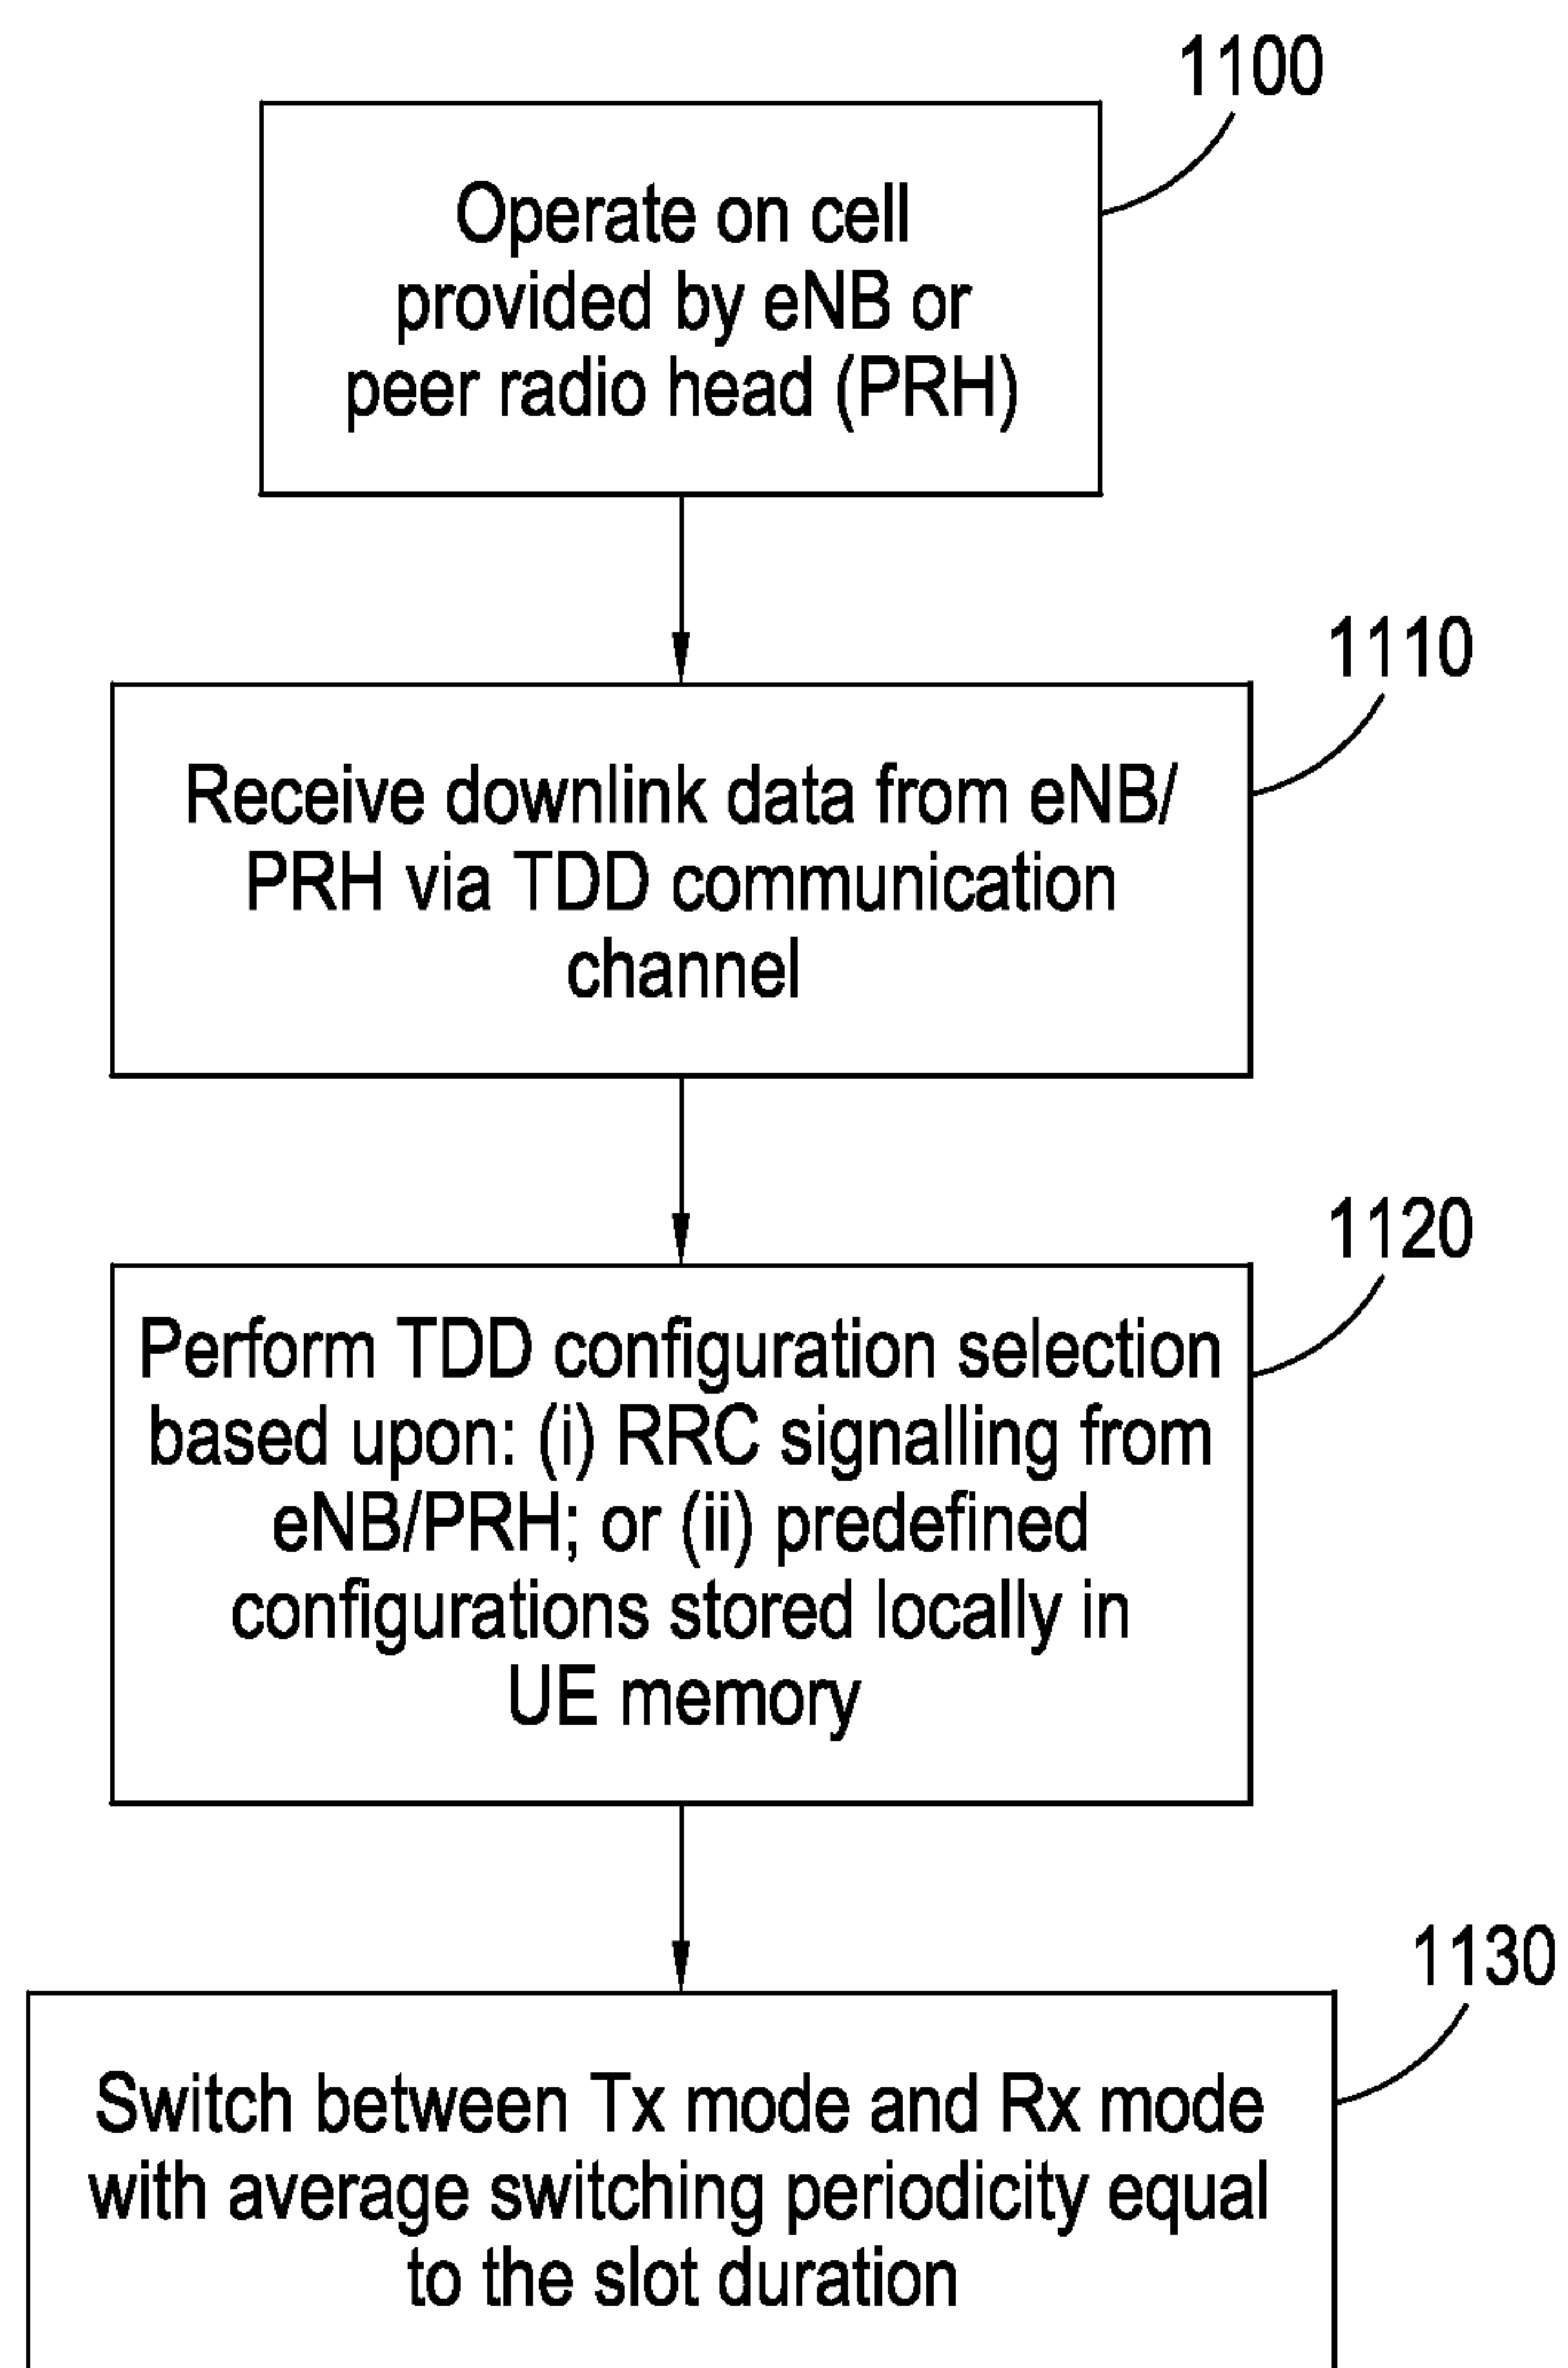 1100
Operate on cell
provided by eNB or
peer radio head (PRH)
1110
Receive downlink data from eNB/
PRH via TDD communication
channel
1120
Perform TDD configuration selection
based upon: (i) RRC signalling from
eNB/PRH; or (ii) predefined
configurations stored locally in
UE memory
1130
Switch between Tx mode and Rx mode
with average switching periodicity equal
to the slot duration